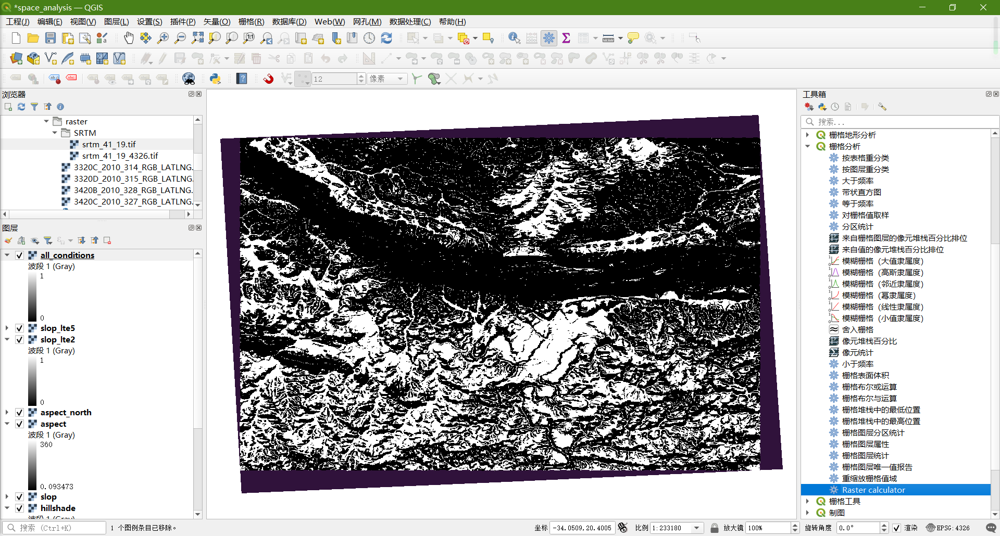 *space_analysis — QGIS
工程(J) 编辑(E) 视图(V) 图层(L) 设置(S) 插件(P) 矢量(O) 栅格(R) 数据库(D) Web(W) 网孔(M) 数据处理(C) 帮助(H)
12 像素
浏览器
raster
SRTM
srtm_41_19.tif
srtm_41_19_4326.tif
3320C_2010_314_RGB_LATLNG.
3320D_2010_315_RGB_LATLNG.
3420B_2010_328_RGB_LATLNG.
3420C_2010_327_RGB_LATLNG.
图层
all_conditions
波段 1 (Gray)
1
0
slop_lte5
slop_lte2
波段 1 (Gray)
1
0
aspect_north
aspect
波段 1 (Gray)
360
0.093473
slop
hillshade
波段 1 (Gray)
工具箱
搜索...
栅格地形分析
栅格分析
按表格重分类
按图层重分类
大于频率
带状直方图
等于频率
对栅格值取样
分区统计
来自栅格图层的像元堆栈百分比排位
来自值的像元堆栈百分比排位
模糊栅格（大值隶属度）
模糊栅格（高斯隶属度）
模糊栅格（邻近隶属度）
模糊栅格（幂隶属度）
模糊栅格（线性隶属度）
模糊栅格（小值隶属度）
舍入栅格
像元堆栈百分比
像元统计
小于频率
栅格表面体积
栅格布尔或运算
栅格布尔与运算
栅格堆栈中的最低位置
栅格堆栈中的最高位置
栅格图层分区统计
栅格图层属性
栅格图层统计
栅格图层唯一值报告
重缩放栅格值域
Raster calculator
栅格工具
制图
搜索 (Ctrl+K) 1 个图例条目已移除。 坐标 -34.0509,20.4005 比例 1:233180 放大镜 100% 旋转角度 0.0° 渲染 EPSG:4326